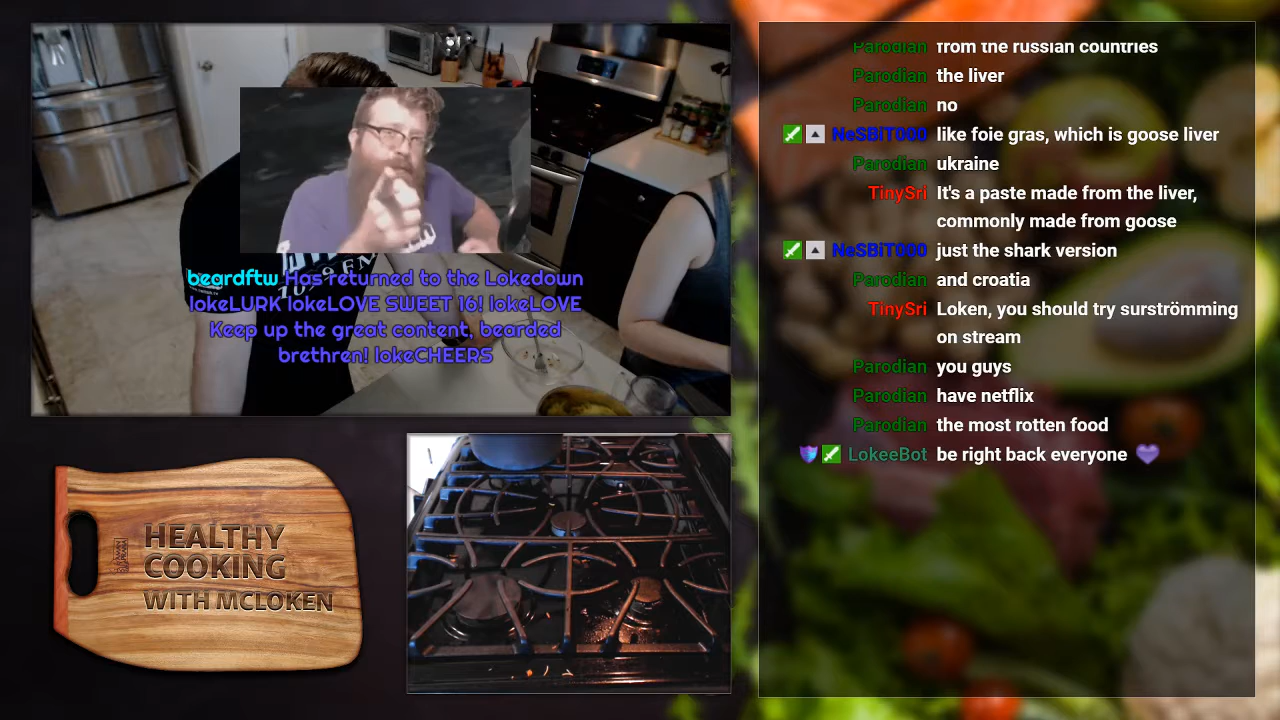 beardftw Has returned to the Lokedown
lokeLURK lokeLOVE SWEET 16! lokeLOVE
Keep up the great content, bearded
brethren! lokeCHEERS
HEALTHY
COOKING
WITH MCLOKEN
Parodian from the russian countries
Parodian the liver
Parodian no
NeSBiT000 like foie gras, which is goose liver
Parodian ukraine
TinySri It's a paste made from the liver,
commonly made from goose
NeSBiT000 just the shark version
Parodian and croatia
TinySri Loken, you should try surströmming
on stream
Parodian you guys
Parodian have netflix
Parodian the most rotten food
LokeeBot be right back everyone